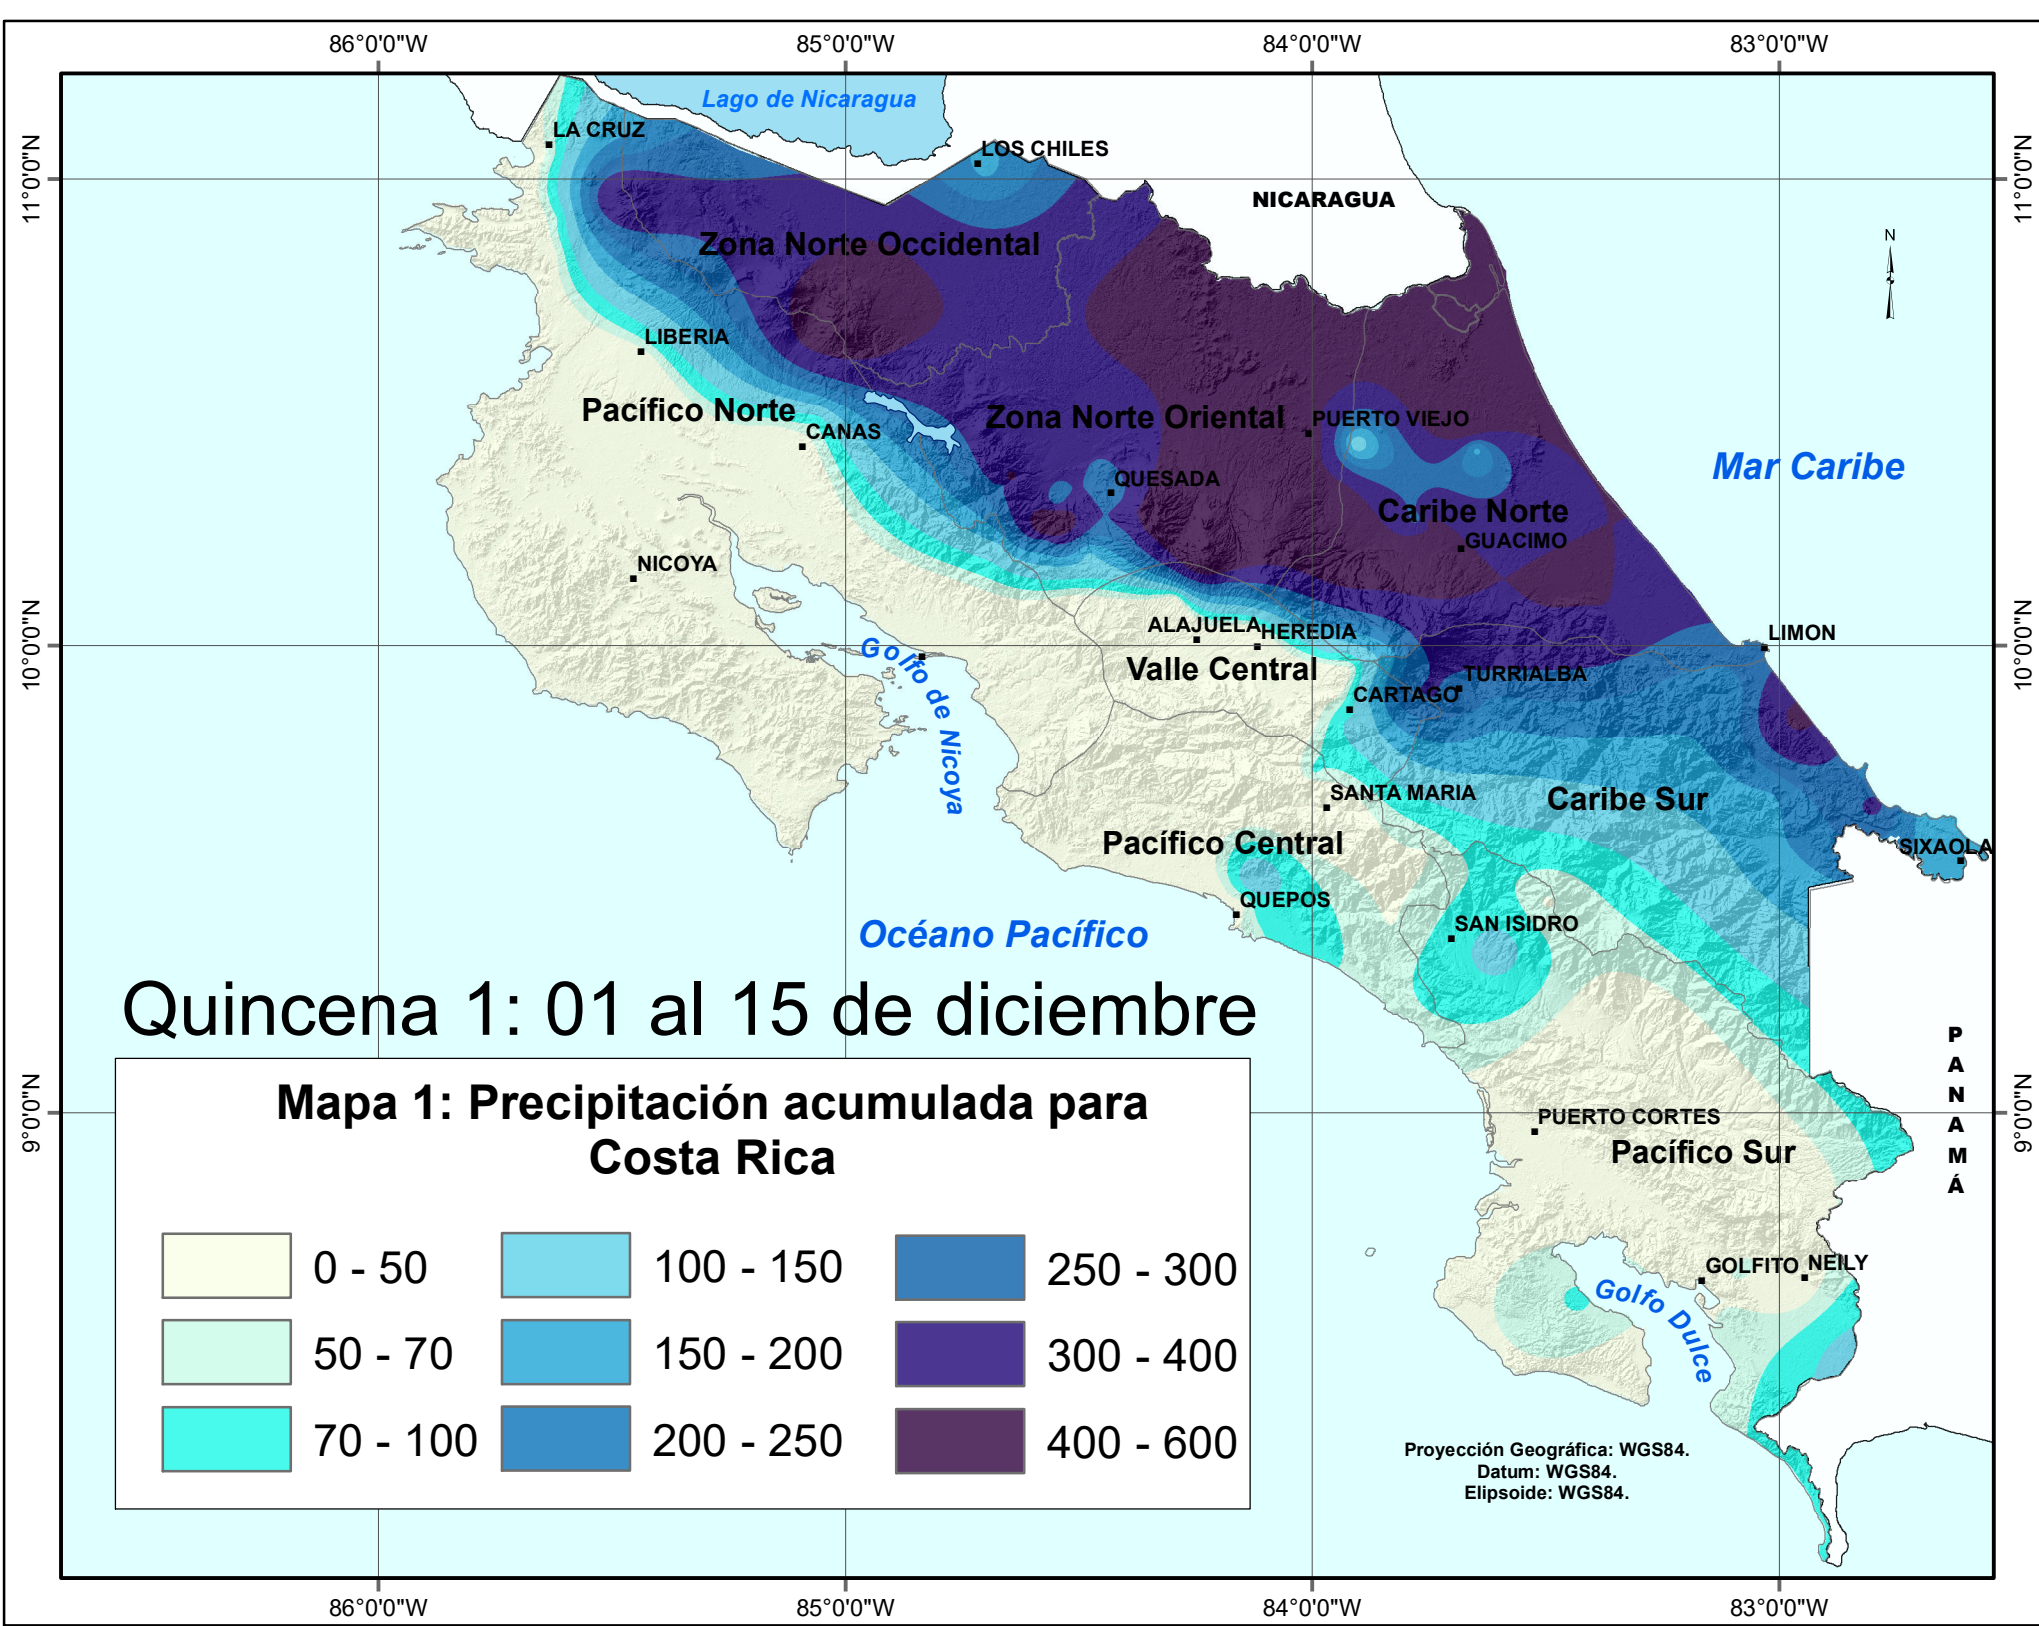 86°0'0"W
85°0'0"W
84°0'0"W
83°0'0"W
Lago de Nicaragua
LA CRUZ
LOS CHILES
11°0'0"N
11°0'0"N
NICARAGUA
N
Zona Norte Occidental
LIBERIA
Pacífico Norte
CANAS
Zona Norte Oriental
PUERTO VIEJO
Mar Caribe
QUESADA
Caribe Norte
GUACIMO
NICOYA
10°0'0"N
10°0'0"N
ALAJUELA
HEREDIA
LIMON
Golfo de Nicoya
Valle Central
TURRIALBA
CARTAGO
SANTA MARIA
Caribe Sur
Pacífico Central
SIXAOLA
QUEPOS
SAN ISIDRO
Océano Pacífico
Quincena 1: 01 al 15 de diciembre
PANAMÁ
9°0'0"N
9°0'0"N
PUERTO CORTES
Pacífico Sur
GOLFITO
NEILY
Golfo Dulce
Mapa 1: Precipitación acumulada para
Costa Rica
0 - 50
100 - 150
250 - 300
50 - 70
150 - 200
300 - 400
70 - 100
200 - 250
400 - 600
Proyección Geográfica: WGS84.
Datum: WGS84.
Elipsoide: WGS84.
86°0'0"W
85°0'0"W
84°0'0"W
83°0'0"W